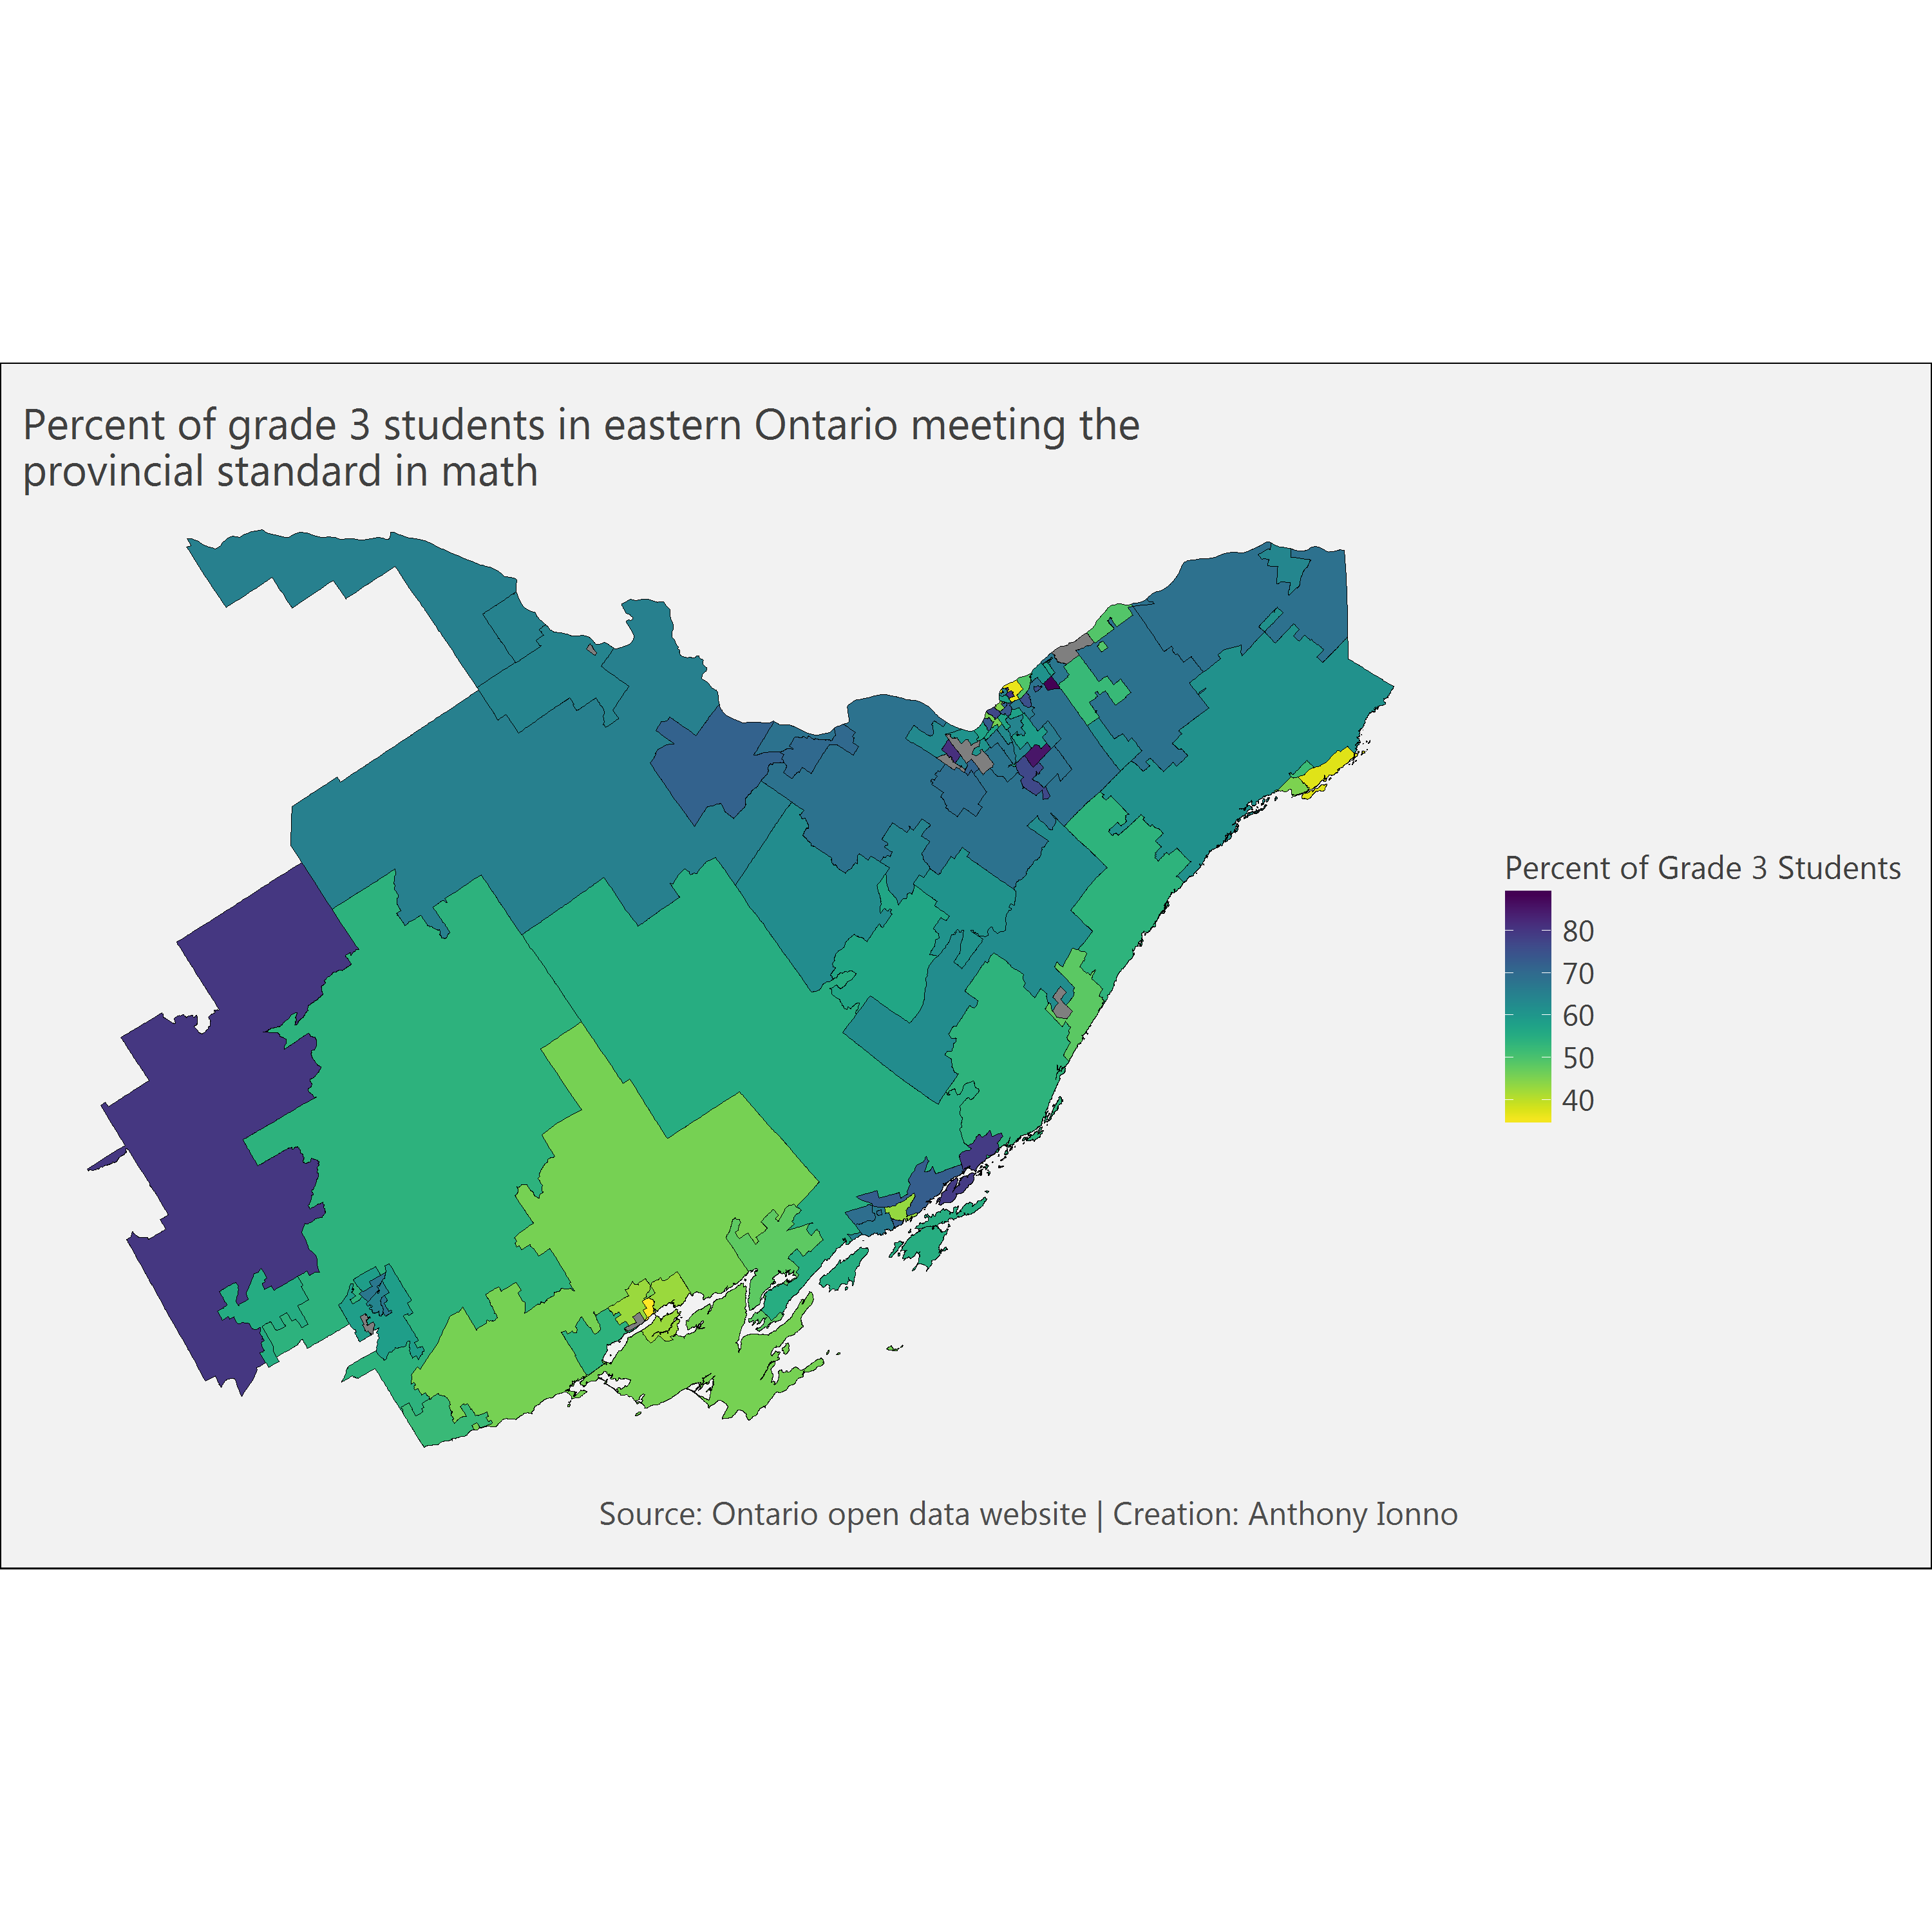 Percent of grade 3 students in eastern Ontario meeting the
provincial standard in math
Percent of Grade 3 Students
80
70
60
50
40
Source: Ontario open data website | Creation: Anthony Ionno